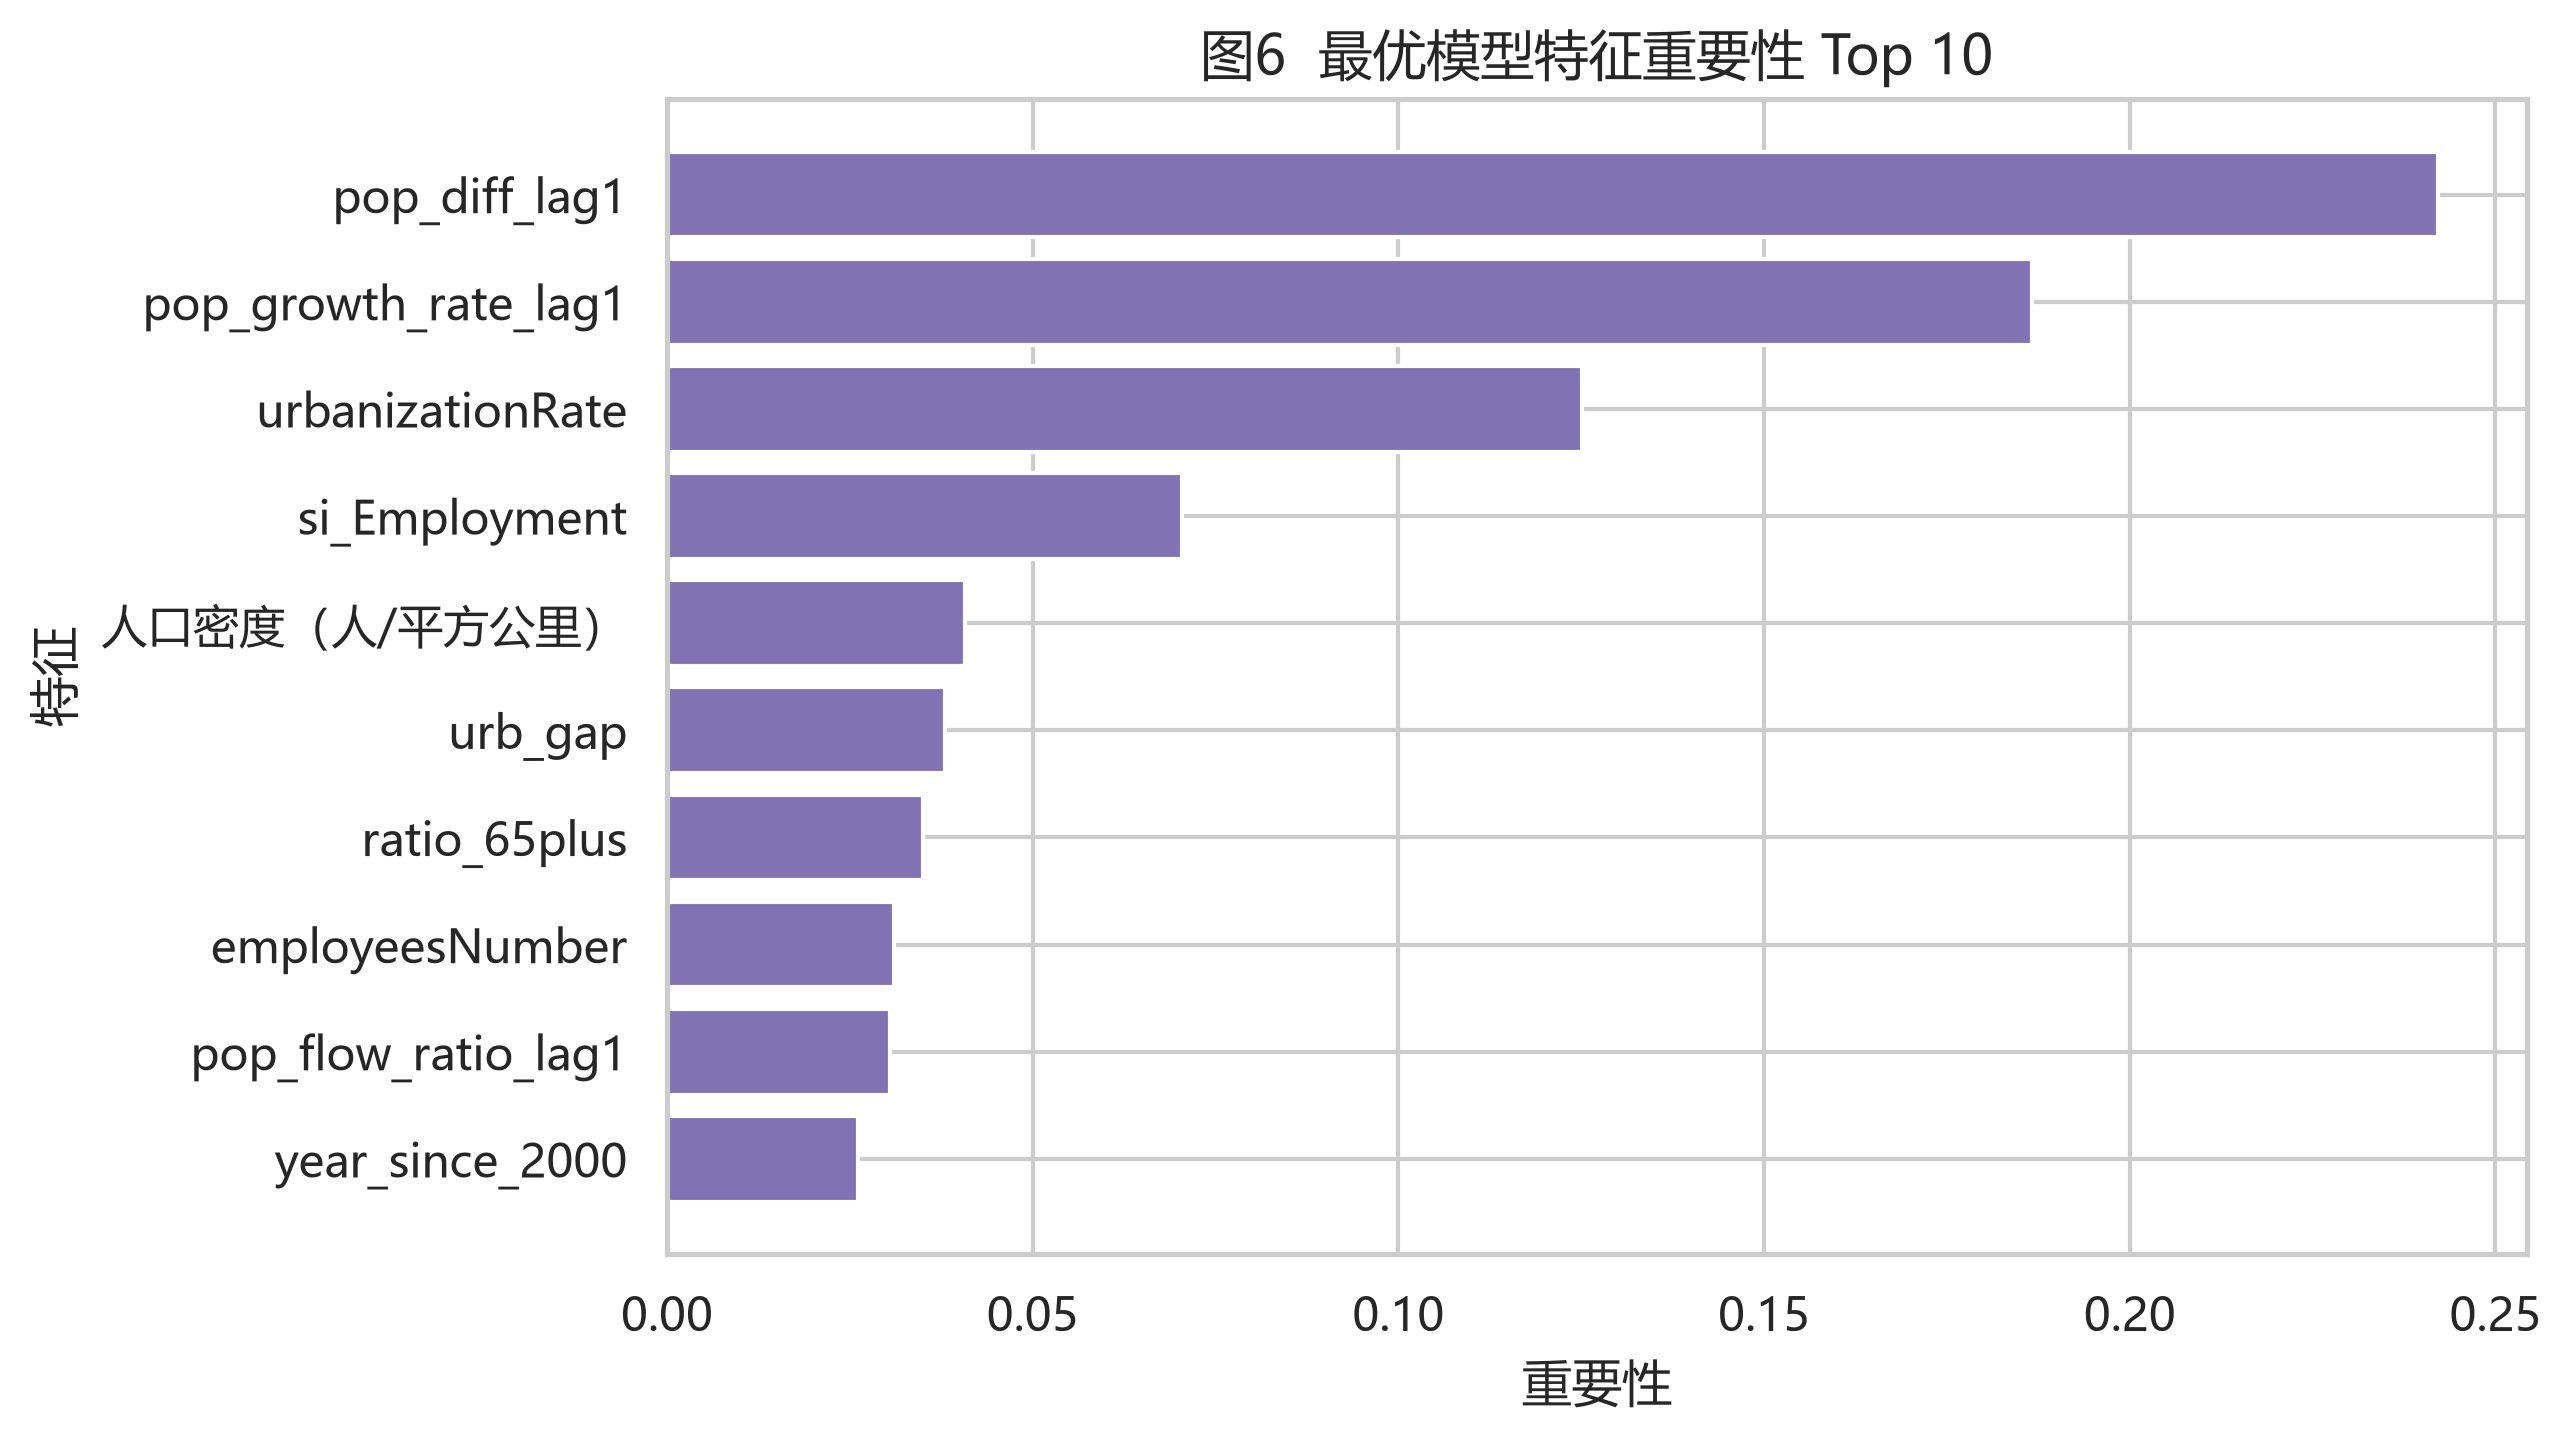 图6 最优模型特征重要性 Top 10
pop_diff_lag1
pop_growth_rate_lag1
urbanizationRate
si_Employment
人口密度（人/平方公里）
urb_gap
ratio_65plus
employeesNumber
pop_flow_ratio_lag1
year_since_2000
特征
0.00 0.05 0.10 0.15 0.20 0.25
重要性